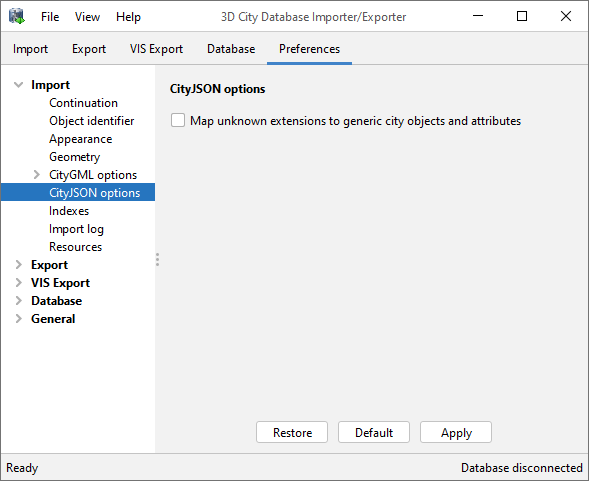 File View Help 3D City Database Importer/Exporter
Import Export VIS Export Database Preferences
Import
Continuation
Object identifier
Appearance
Geometry
CityGML options
CityJSON options
Indexes
Import log
Resources
Export
VIS Export
Database
General
CityJSON options
Map unknown extensions to generic city objects and attributes
Restore Default Apply
Ready Database disconnected